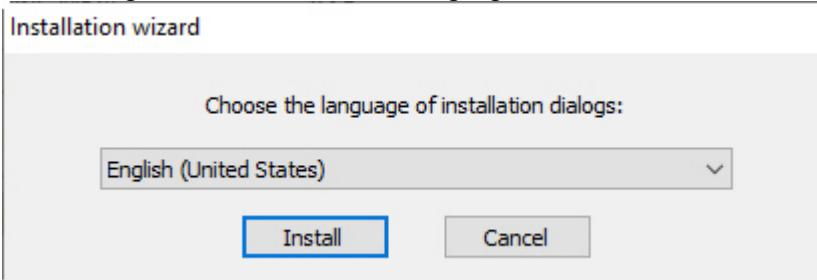 Installation wizard
Choose the language of installation dialogs:
English (United States)
Install Cancel